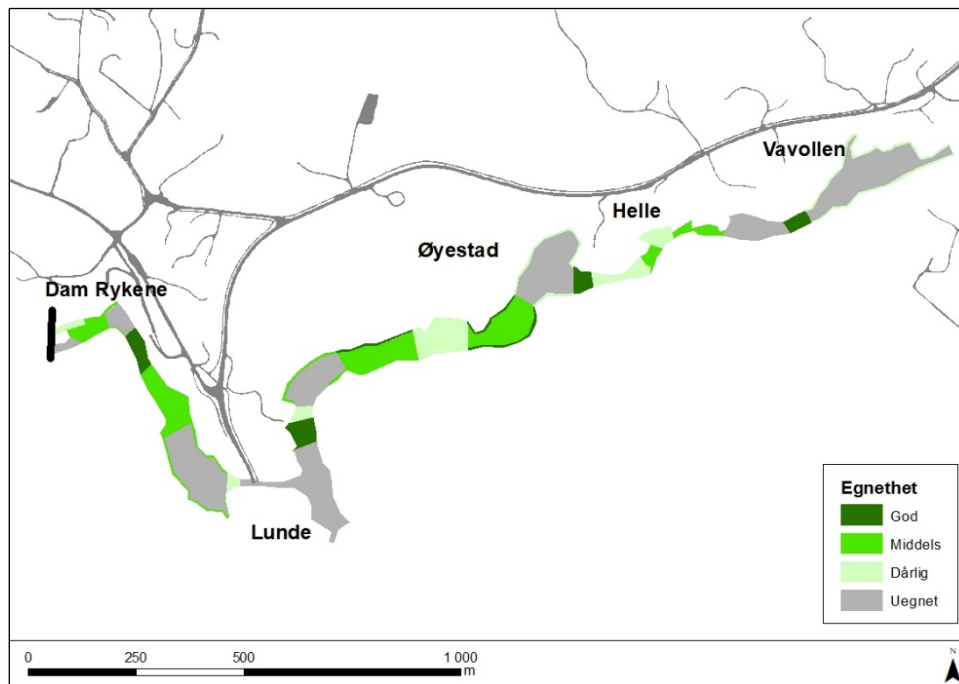 Vavollen
Helle
Øyestad
Dam Rykene
Lunde
Egnethet
God
Middels
Dårlig
Uegnet
0 250 500 1 000
m
N